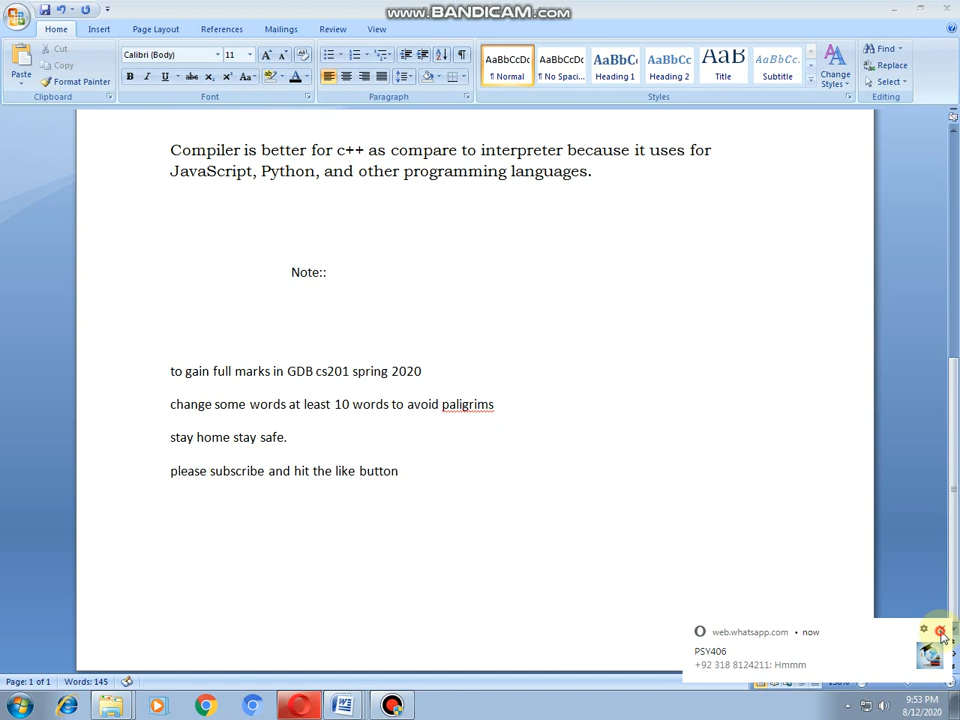 www.BANDICAM.com
Home Insert Page Layout References Mailings Review View
Paste
Cut
Copy
Format Painter
Clipboard
Calibri (Body) 11
Font
Paragraph
AaBbCcDc AaBbCcDc AaBbC AaBbCc AaB AaBbCc.
¶ Normal ¶ No Spaci... Heading 1 Heading 2 Title Subtitle
Change
Styles
Styles
Find
Replace
Select
Editing
Compiler is better for c++ as compare to interpreter because it uses for
JavaScript, Python, and other programming languages.
Note::
to gain full marks in GDB cs201 spring 2020
change some words at least 10 words to avoid paligrims
stay home stay safe.
please subscribe and hit the like button
web.whatsapp.com • now
PSY406
+92 318 8124211: Hmmm
Page: 1 of 1 Words: 145
9:53 PM
8/12/2020